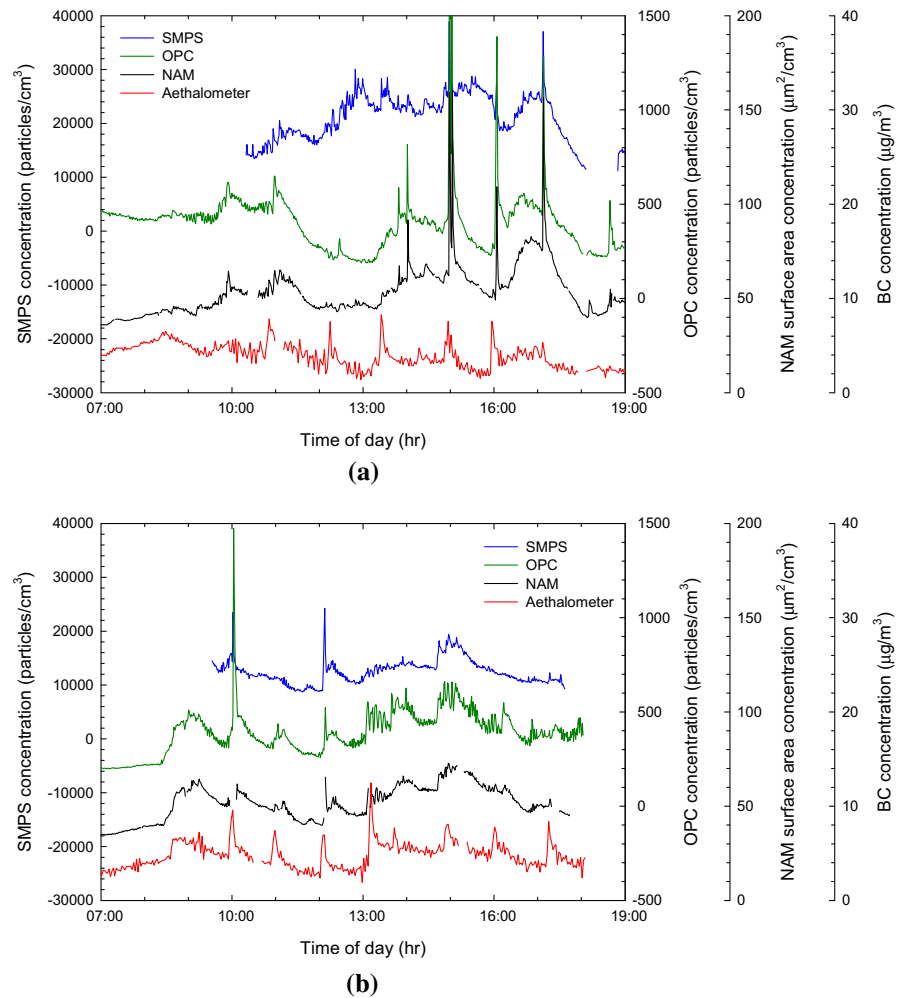 SMPS
OPC
NAM
Aethalometer
40000
30000
20000
10000
0
-10000
-20000
-30000
SMPS concentration (particles/cm³)
07:00 10:00 13:00 16:00 19:00
Time of day (hr)
1500
1000
500
0
-500
OPC concentration (particles/cm³)
200
150
100
50
0
NAM surface area concentration (μm²/cm³)
40
30
20
10
0
BC concentration (μg/m³)
(a)
SMPS
OPC
NAM
Aethalometer
40000
30000
20000
10000
0
-10000
-20000
-30000
SMPS concentration (particles/cm³)
07:00 10:00 13:00 16:00 19:00
Time of day (hr)
1500
1000
500
0
-500
OPC concentration (particles/cm³)
200
150
100
50
0
NAM surface area concentration (μm²/cm³)
40
30
20
10
0
BC concentration (μg/m³)
(b)